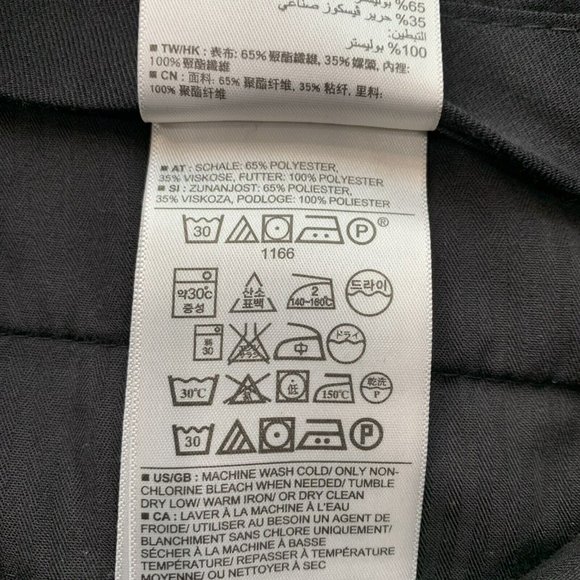 65% بوليستر
35% حرير فيسكوز صناعي
التبطين:
100% بوليستر
▪ TW/HK : 表布: 65% 聚酯纖維, 35% 嫘縈, 內裡:
100% 聚酯纖維
▪ CN : 面料: 65% 聚酯纤维, 35% 粘纤, 里料:
100% 聚酯纤维
▪ AT : SCHALE: 65% POLYESTER,
35% VISKOSE, FUTTER: 100% POLYESTER
▪ SI : ZUNANJOST: 65% POLIESTER,
35% VISKOZA, PODLOGE: 100% POLIESTER
30 P ®
1166
약30°c 중성 산소 표백 2 140~160°C 드라이
30 中 ドライ
30°C 低 150°C 乾洗 P
30 P
▪ US/GB : MACHINE WASH COLD/ ONLY NON-
CHLORINE BLEACH WHEN NEEDED/ TUMBLE
DRY LOW/ WARM IRON/ OR DRY CLEAN
▪ CA : LAVER À LA MACHINE À L'EAU
FROIDE/ UTILISER AU BESOIN UN AGENT DE
BLANCHIMENT SANS CHLORE UNIQUEMENT/
SÉCHER À LA MACHINE À BASSE
TEMPÉRATURE/ REPASSER À TEMPÉRATURE
MODÉRÉE/ OU NETTOYER À SEC